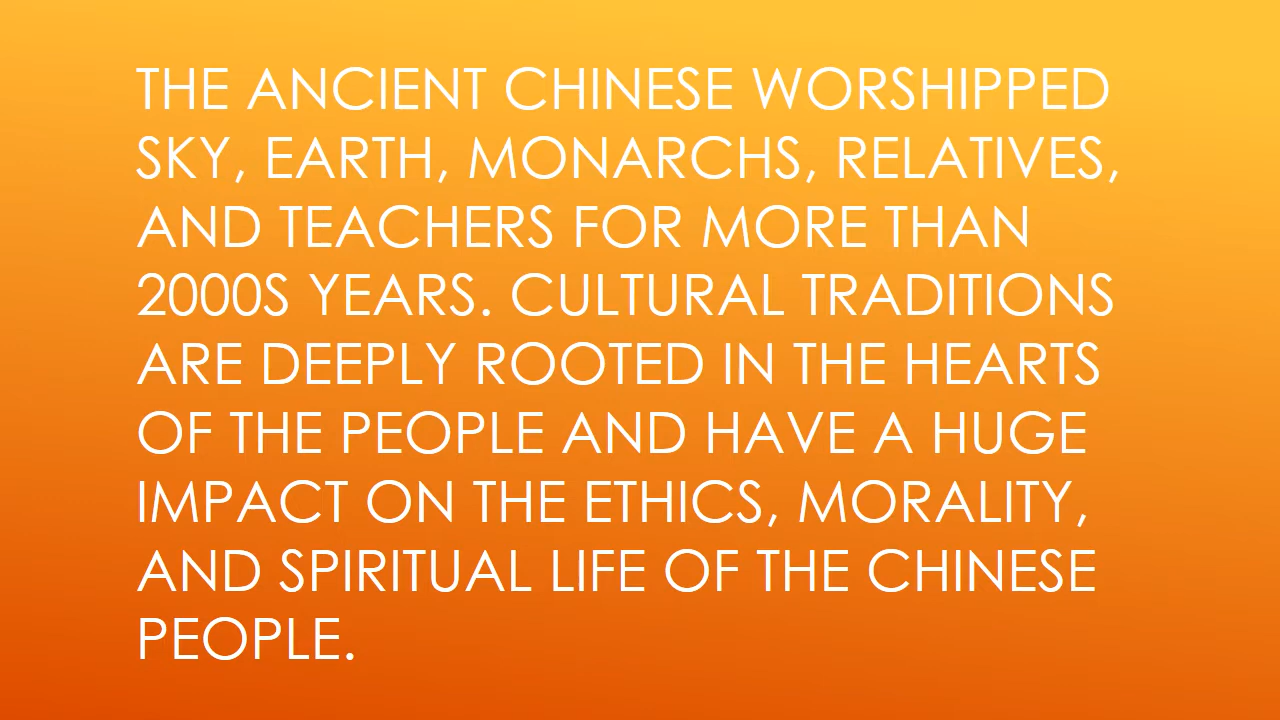 THE ANCIENT CHINESE WORSHIPPED
SKY, EARTH, MONARCHS, RELATIVES,
AND TEACHERS FOR MORE THAN
2000S YEARS. CULTURAL TRADITIONS
ARE DEEPLY ROOTED IN THE HEARTS
OF THE PEOPLE AND HAVE A HUGE
IMPACT ON THE ETHICS, MORALITY,
AND SPIRITUAL LIFE OF THE CHINESE
PEOPLE.